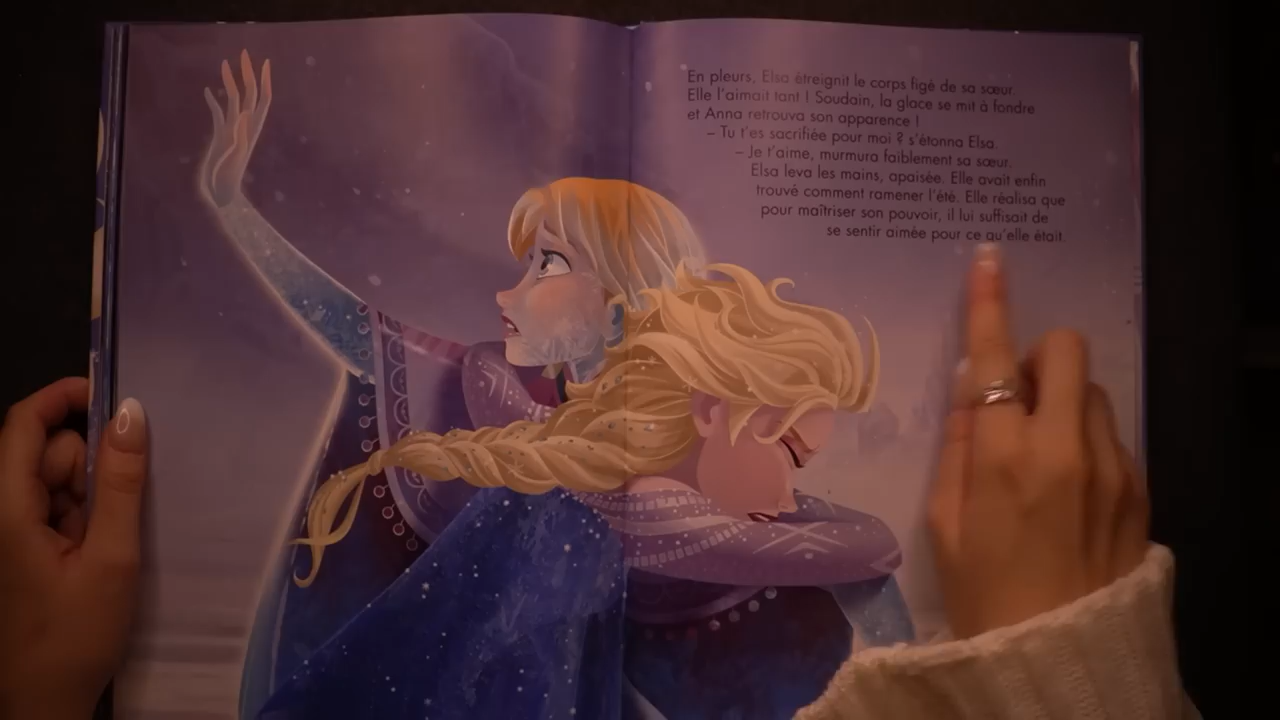 En pleurs, Elsa étreignit le corps figé de sa sœur.
Elle l'aimait tant ! Soudain, la glace se mit à fondre
et Anna retrouva son apparence !
– Tu t'es sacrifiée pour moi ? s'étonna Elsa.
– Je t'aime, murmura faiblement sa sœur.
Elsa leva les mains, apaisée. Elle avait enfin
trouvé comment ramener l'été. Elle réalisa que
pour maîtriser son pouvoir, il lui suffisait de
se sentir aimée pour ce qu'elle était.